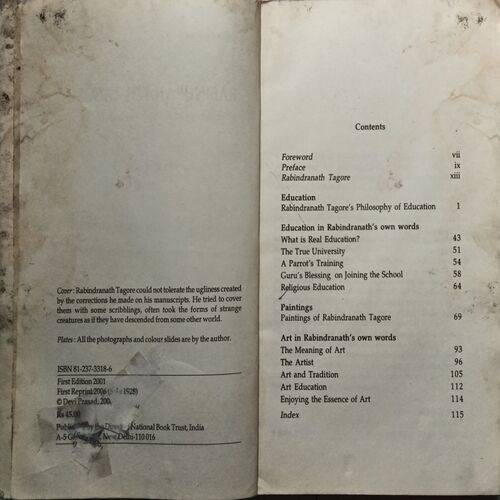 Cover : Rabindranath Tagore could not tolerate the ugliness created
by the corrections he made on his manuscripts. He tried to cover
them with some scribblings, often took the forms of strange
creatures as if they have descended from some other world.
Plates : All the photographs and colour slides are by the author.
ISBN 81-237-3318-6
First Edition 2001
First Reprint 2006 1928)
© Devi Prasad, 200
Rs 45.00
by the National Book Trust, India
A-5 New Delhi-110 016
Contents
Foreword vii
Preface ix
Rabindranath Tagore xiii
Education
Rabindranath Tagore's Philosophy of Education 1
Education in Rabindranath's own words
What is Real Education? 43
The True University 51
A Parrot's Training 54
Guru's Blessing on Joining the School 58
Religious Education 64
Paintings
Paintings of Rabindranath Tagore 69
Art in Rabindranath's own words
The Meaning of Art 93
The Artist 96
Art and Tradition 105
Art Education 112
Enjoying the Essence of Art 114
Index 115